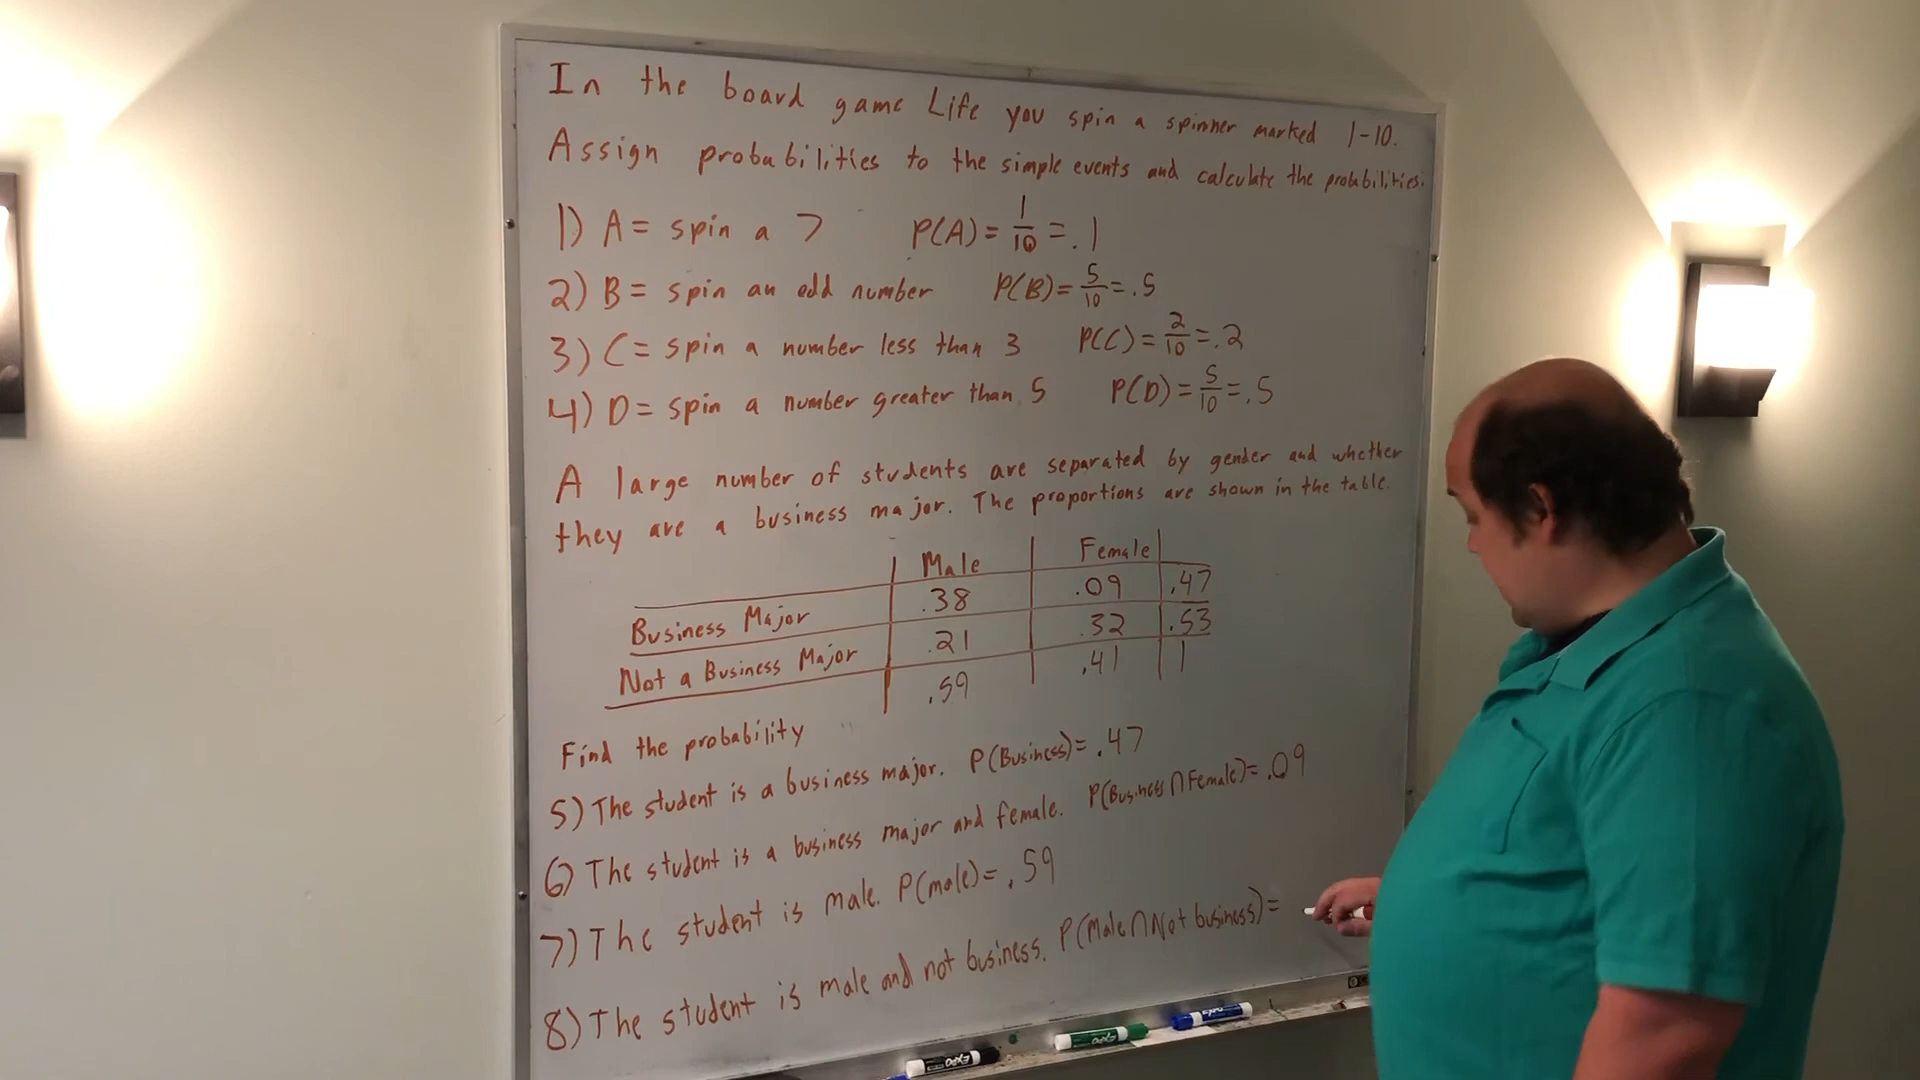 In the board game Life you spin a spinner marked 1-10.
Assign probabilities to the simple events and calculate the probabilities.
1) A = spin a 7 P(A) = 1/10 = .1
2) B = spin an odd number P(B) = 5/10 = .5
3) C = spin a number less than 3 P(C) = 2/10 = .2
4) D = spin a number greater than 5 P(D) = 5/10 = .5
A large number of students are separated by gender and whether
they are a business major. The proportions are shown in the table.
Male Female
Business Major .38 .09 .47
Not a Business Major .21 .32 .53
.59 .41 1
Find the probability
5) The student is a business major. P(Business) = .47
6) The student is a business major and female. P(Business ∩ Female) = .09
7) The student is male. P(male) = .59
8) The student is male and not business. P(Male ∩ Not business) =
EXPO
EXPO